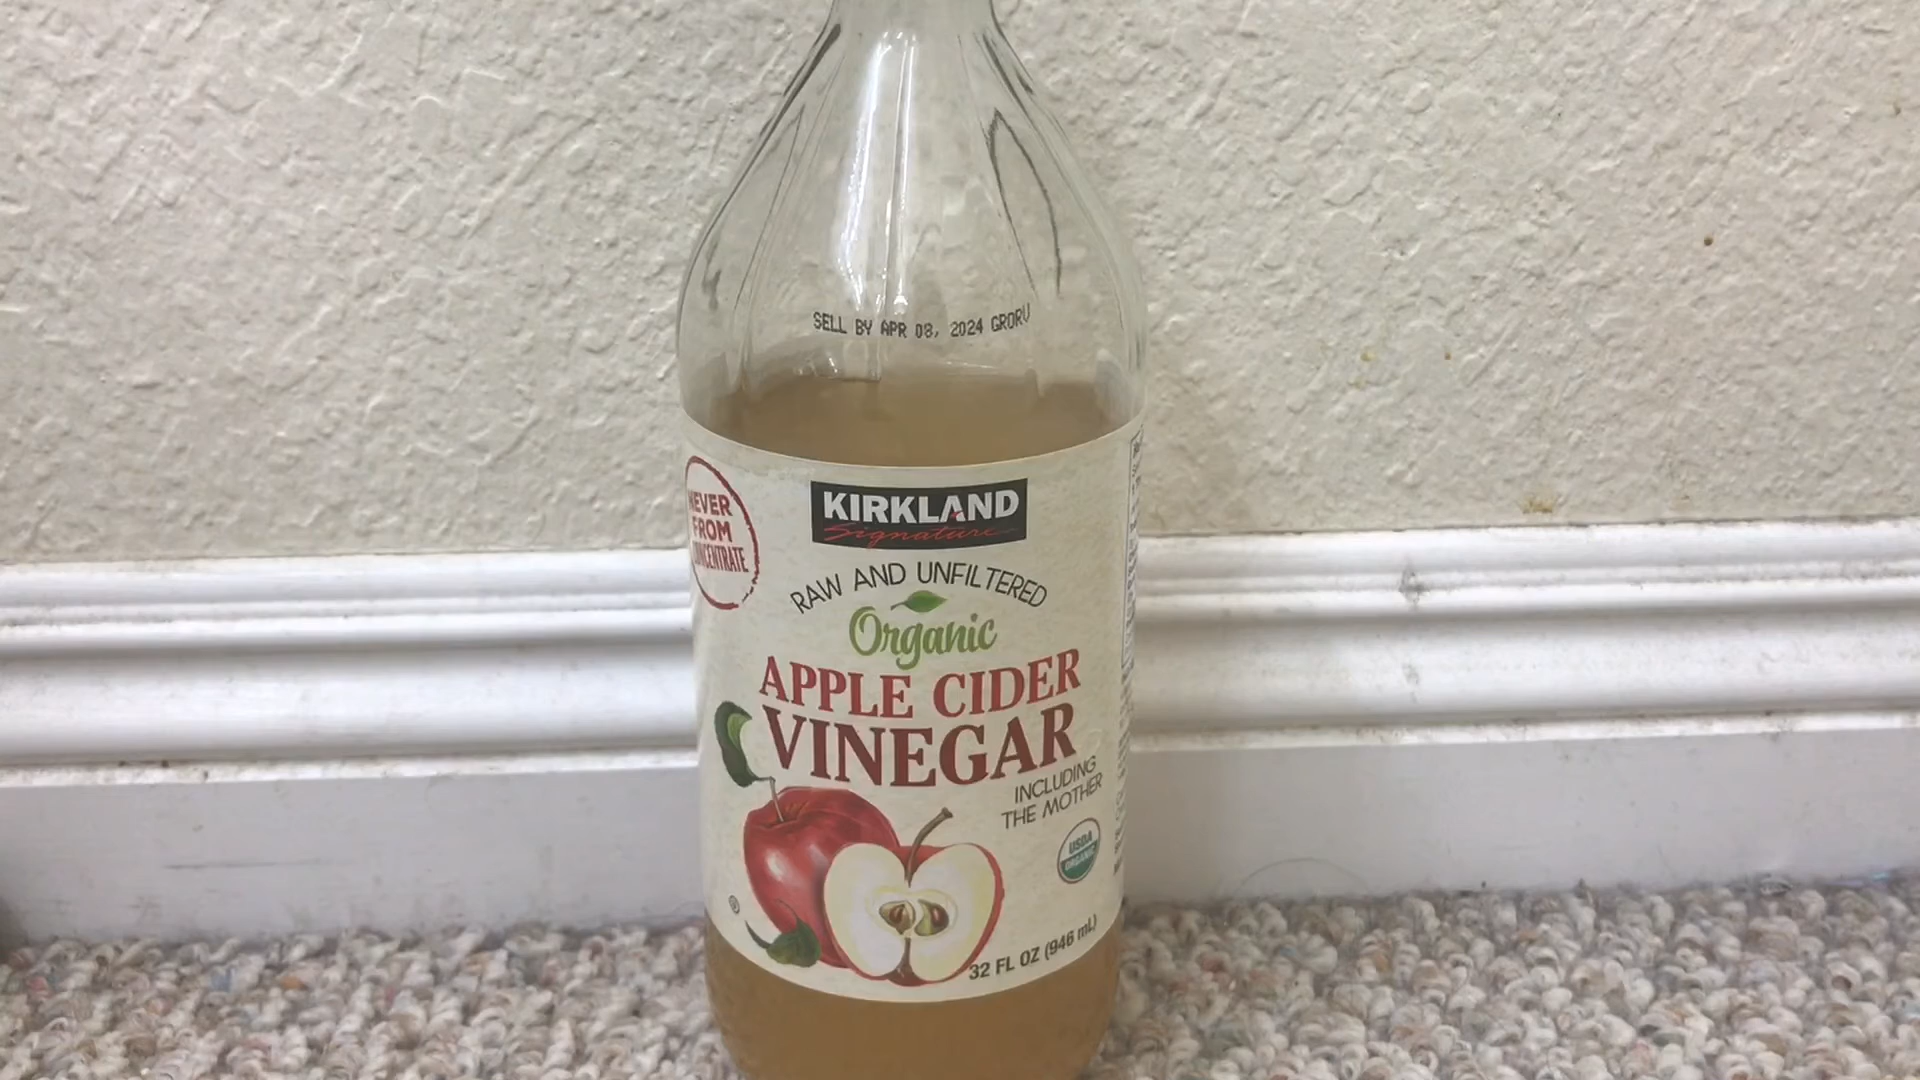 SELL BY APR 08, 2024 GRORV
NEVER
FROM
CONCENTRATE
KIRKLAND
Signature
RAW AND UNFILTERED
Organic
APPLE CIDER
VINEGAR
INCLUDING
THE MOTHER
USDA
ORGANIC
®
32 FL OZ (946 mL)